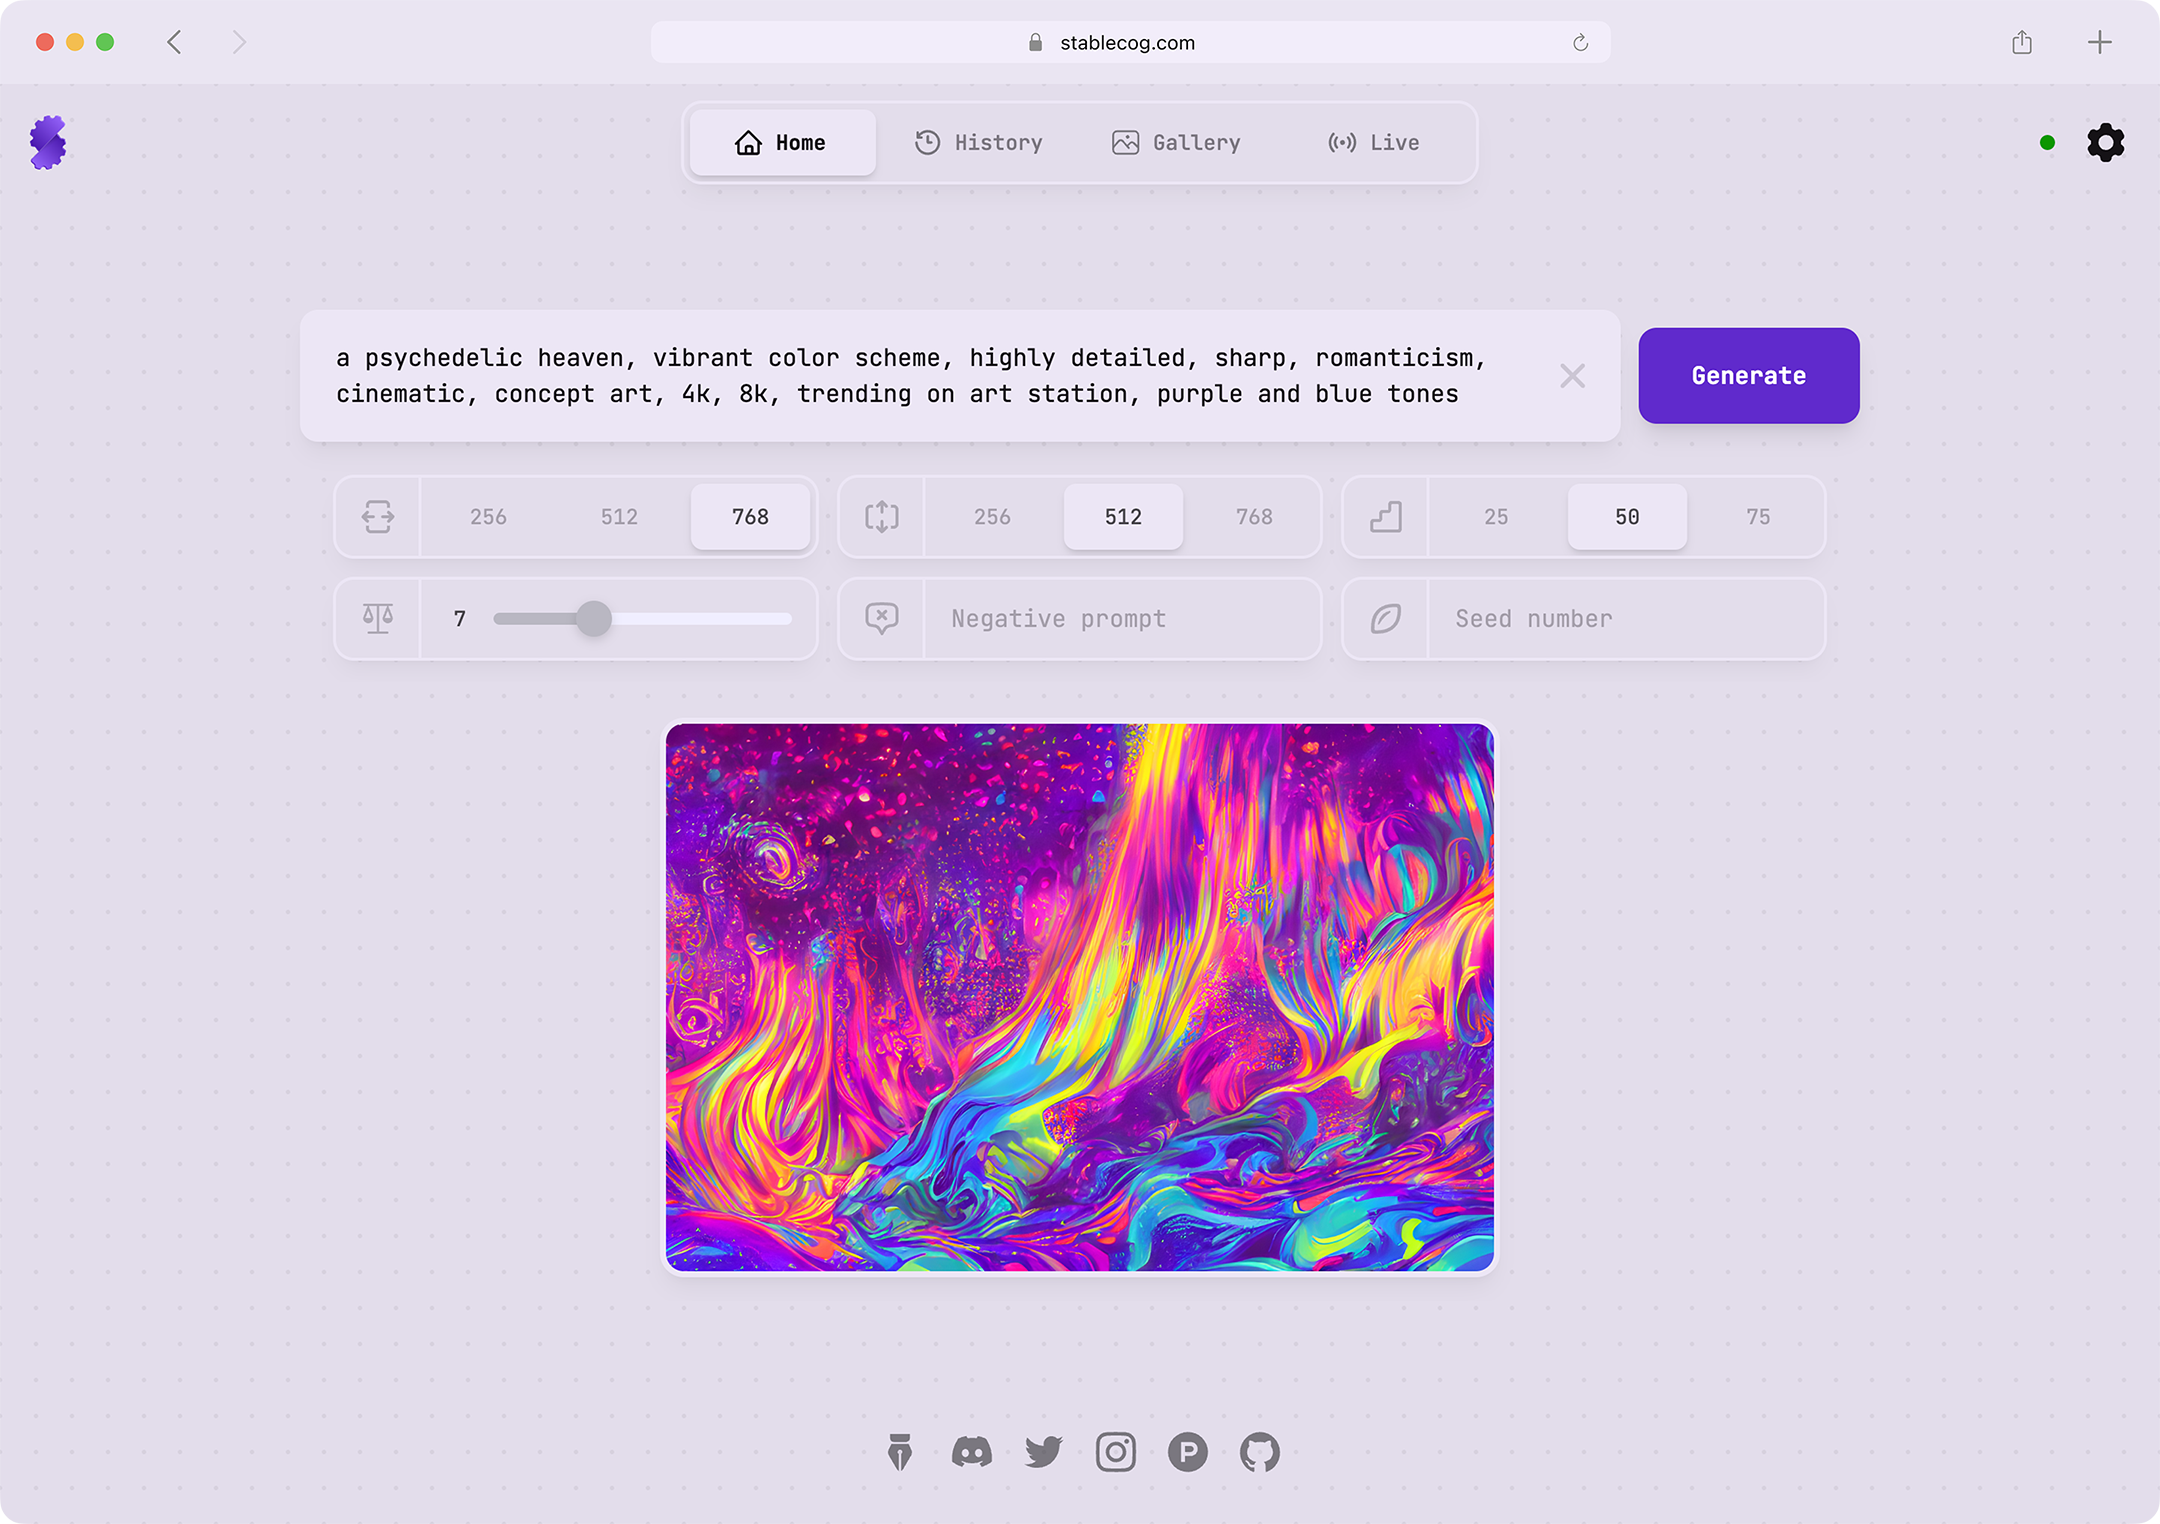 stablecog.com
Home
History
Gallery
Live
a psychedelic heaven, vibrant color scheme, highly detailed, sharp, romanticism,
cinematic, concept art, 4k, 8k, trending on art station, purple and blue tones
Generate
256 512 768
256 512 768
25 50 75
7
Negative prompt
Seed number